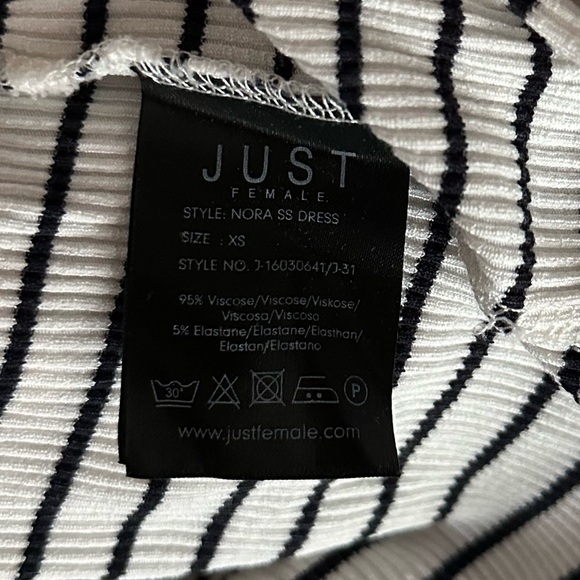 JUST
FEMALE.
STYLE: NORA SS DRESS
SIZE : XS
STYLE NO. J-16030641/J-31
95% Viscose/Viscose/Viskose/
Viscosa/Viscosa
5% Elastane/Élastane/Elasthan/
Elastan/Elastano
30°
P
www.justfemale.com